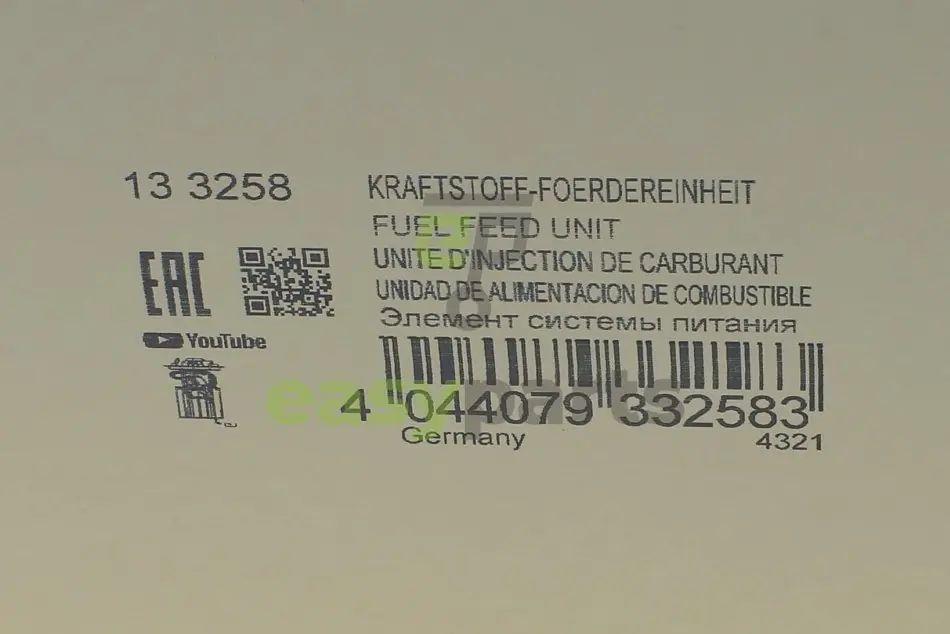 13 3258
KRAFTSTOFF-FOERDEREINHEIT
FUEL FEED UNIT
UNITE D'INJECTION DE CARBURANT
UNIDAD DE ALIMENTACION DE COMBUSTIBLE
Элемент системы питания
EAC
YouTube
easyparts
4 044079 332583
Germany
4321